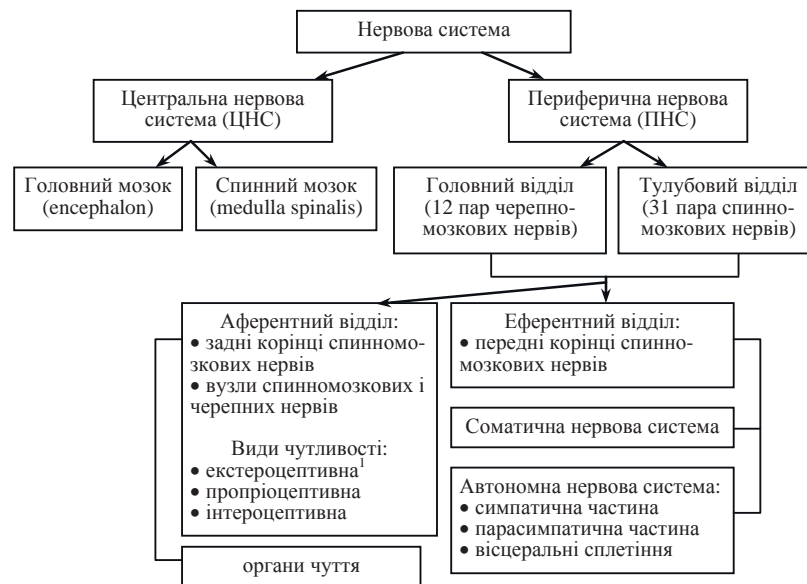 Нервова система
Центральна нервова
система (ЦНС)
Периферична нервова
система (ПНС)
Головний мозок
(encephalon)
Спинний мозок
(medulla spinalis)
Головний відділ
(12 пар черепно-
мозкових нервів)
Тулубовий відділ
(31 пара спинно-
мозкових нервів)
Аферентний відділ:
● задні корінці спинномо-
зкових нервів
● вузли спинномозкових і
черепних нервів
Види чутливості:
● екстероцептивна¹
● пропріоцептивна
● інтероцептивна
органи чуття
Еферентний відділ:
● передні корінці спинно-
мозкових нервів
Соматична нервова система
Автономна нервова система:
● симпатична частина
● парасимпатична частина
● вісцеральні сплетіння